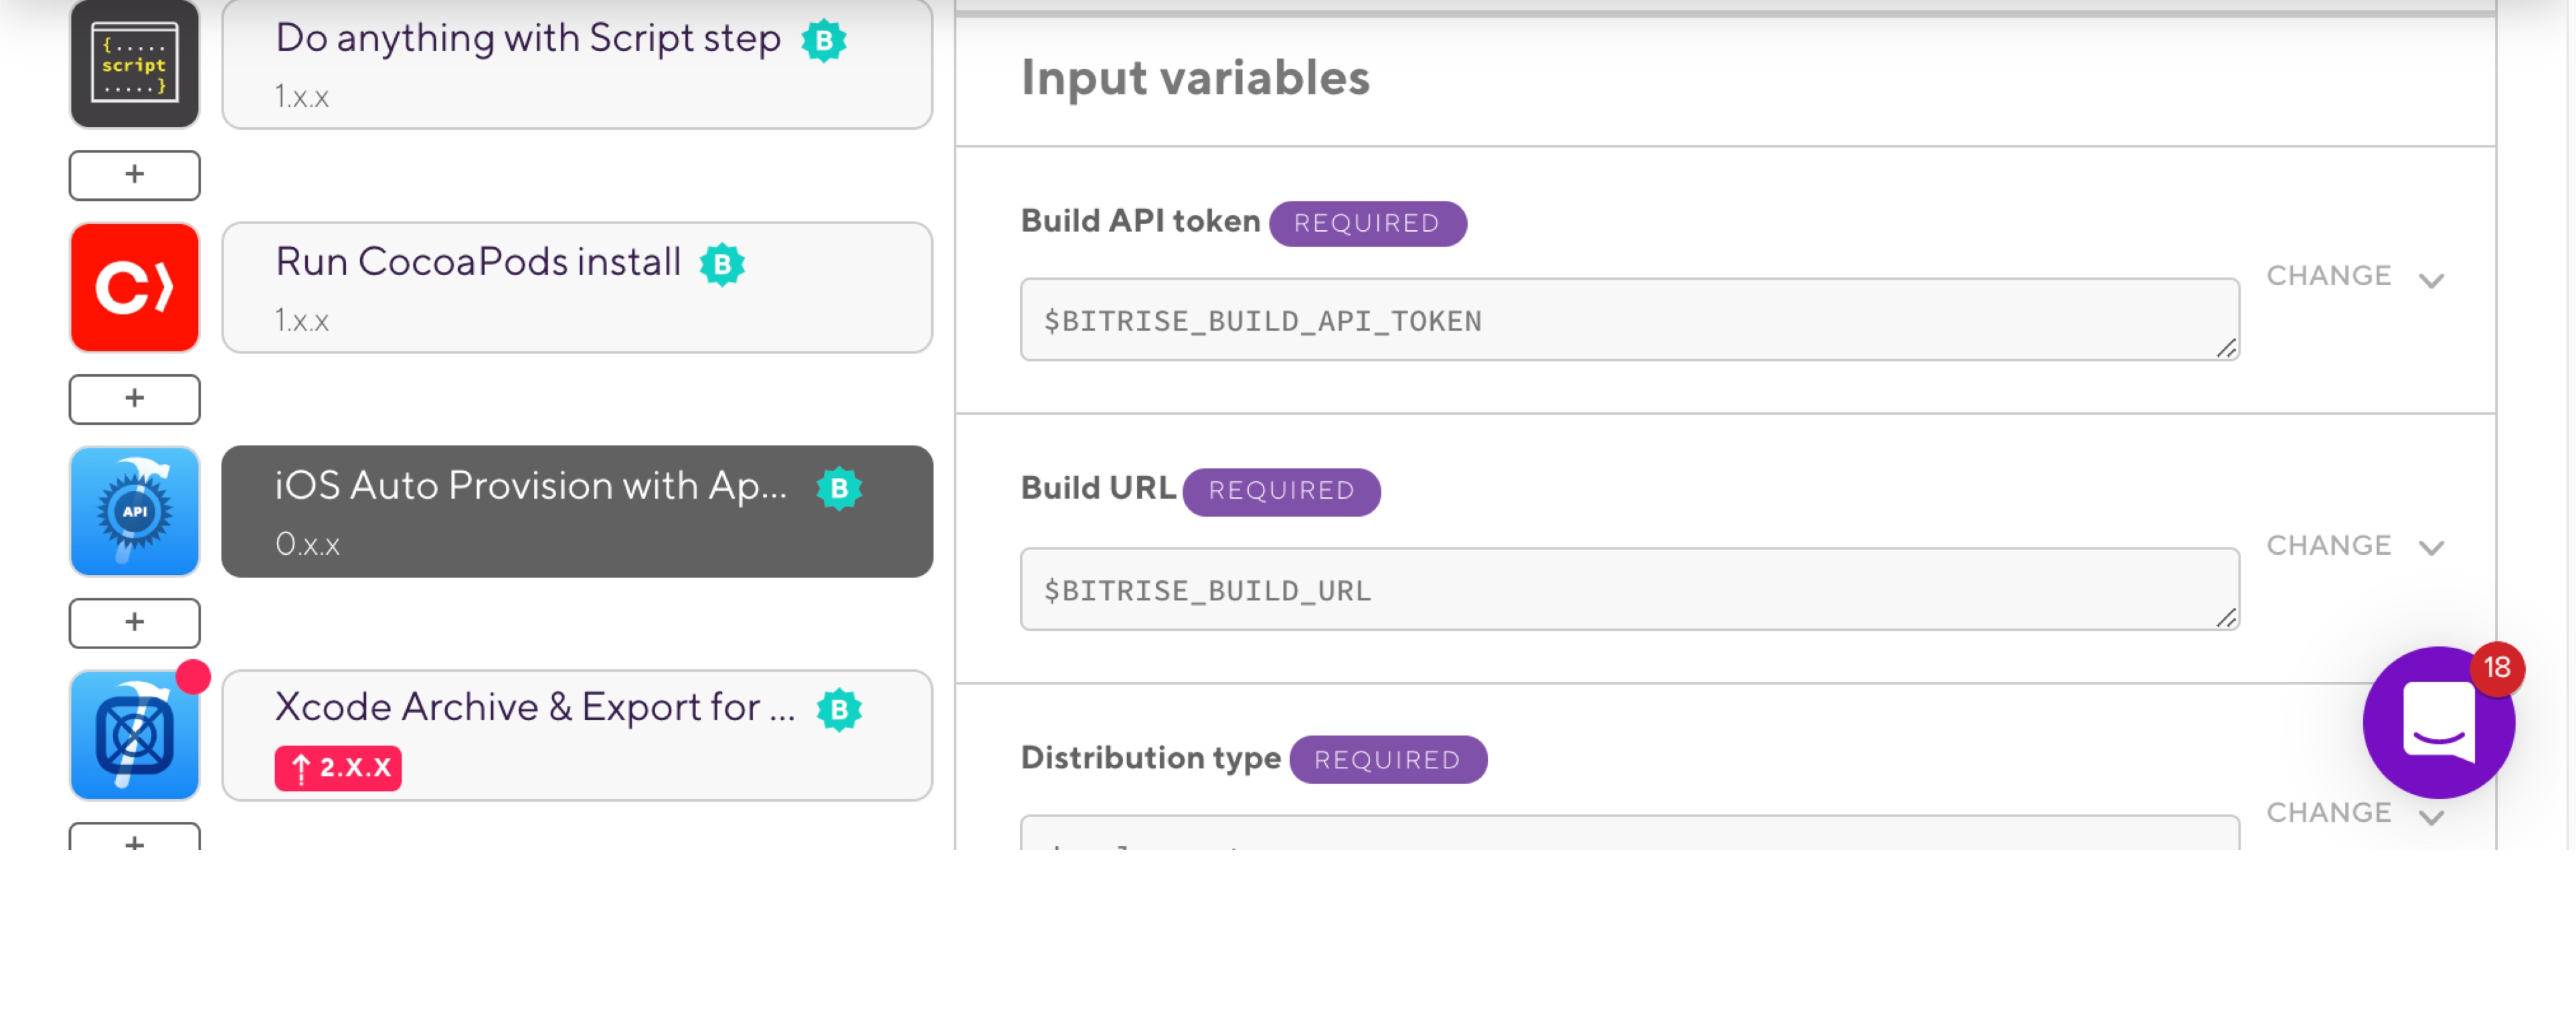 {.....
script
.....}
Do anything with Script step B
1.x.x
+
Run CocoaPods install B
1.x.x
+
API
iOS Auto Provision with Ap... B
0.x.x
+
Xcode Archive & Export for ... B
2.X.X
+
Input variables
Build API token REQUIRED
CHANGE
$BITRISE_BUILD_API_TOKEN
Build URL REQUIRED
CHANGE
$BITRISE_BUILD_URL
18
Distribution type REQUIRED
CHANGE